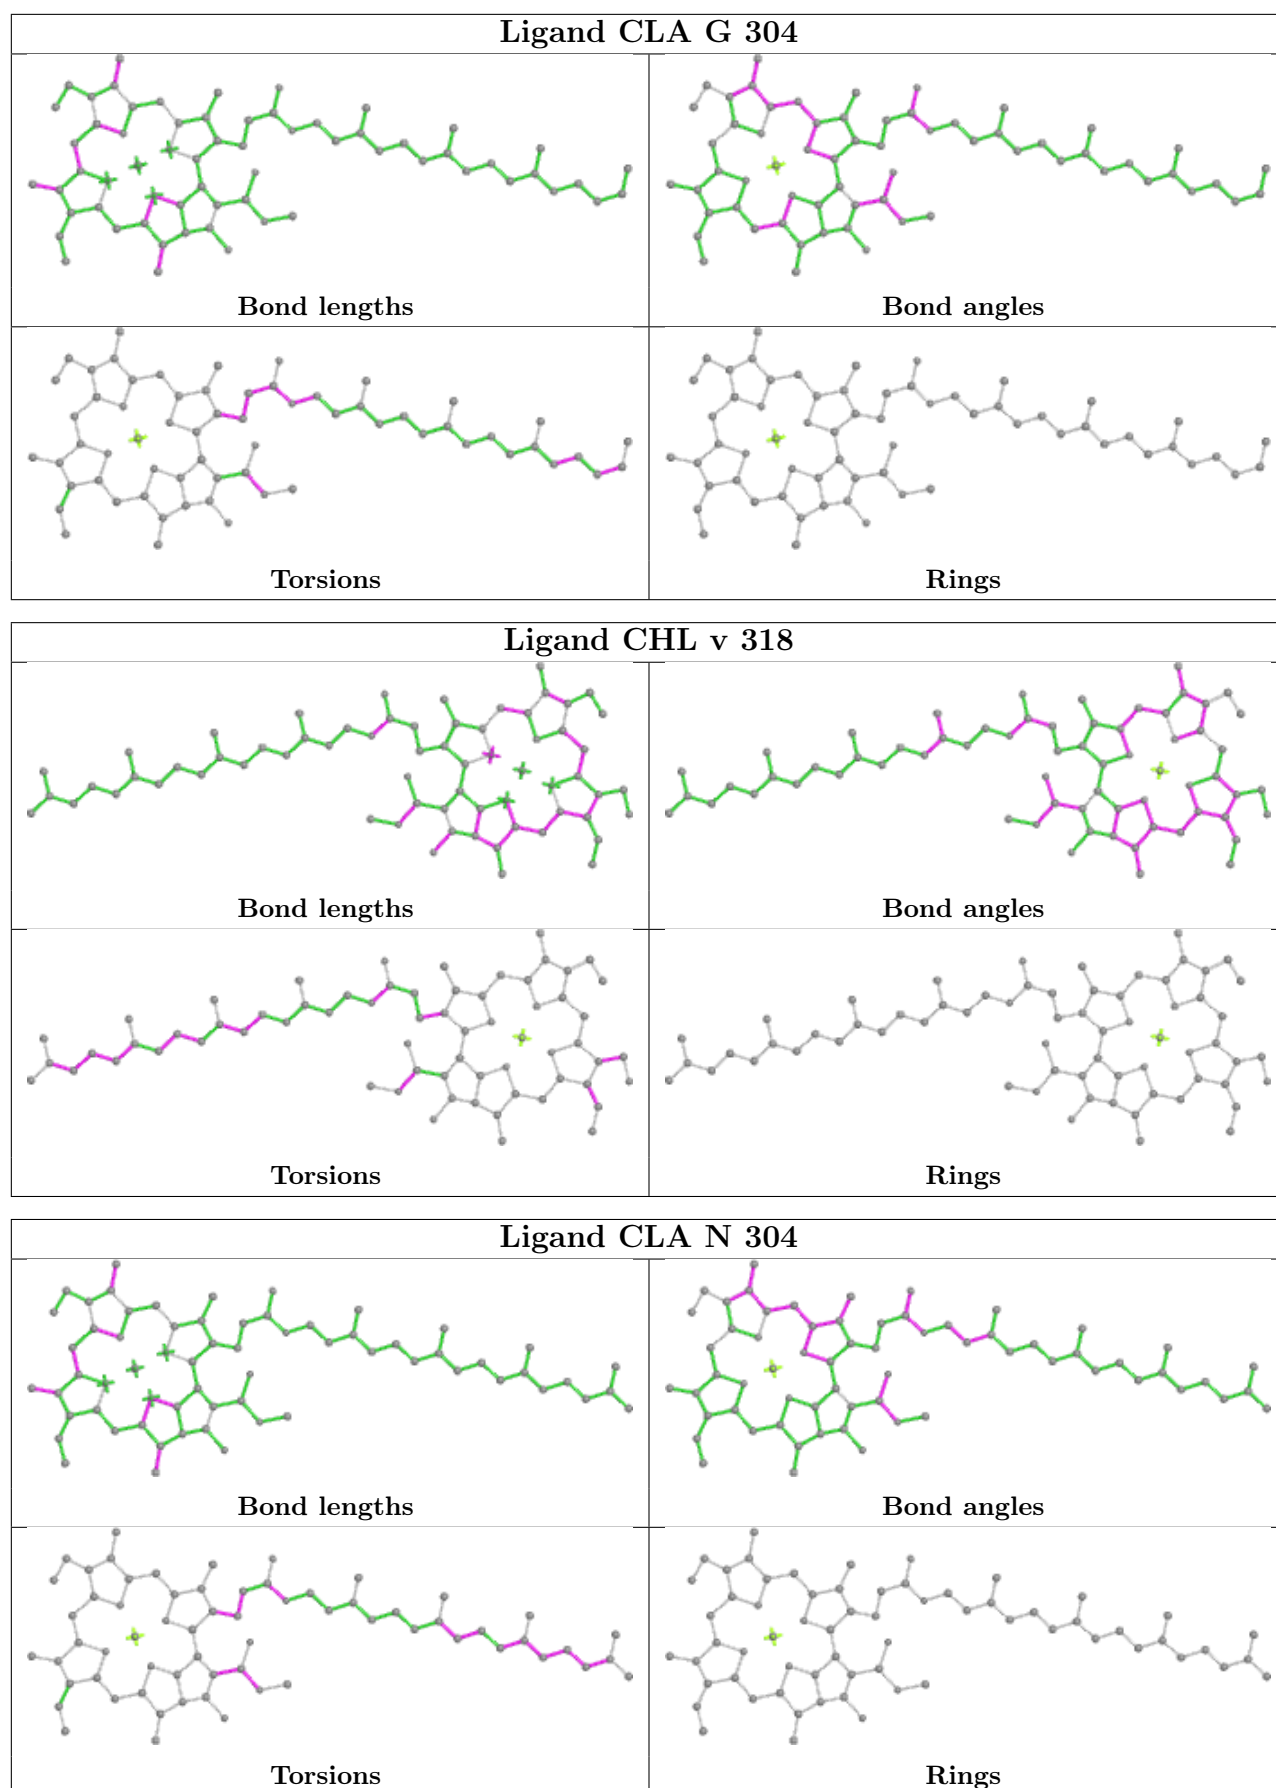 Ligand CLA G 304
Bond lengths
Bond angles
Torsions
Rings
Ligand CHL v 318
Bond lengths
Bond angles
Torsions
Rings
Ligand CLA N 304
Bond lengths
Bond angles
Torsions
Rings